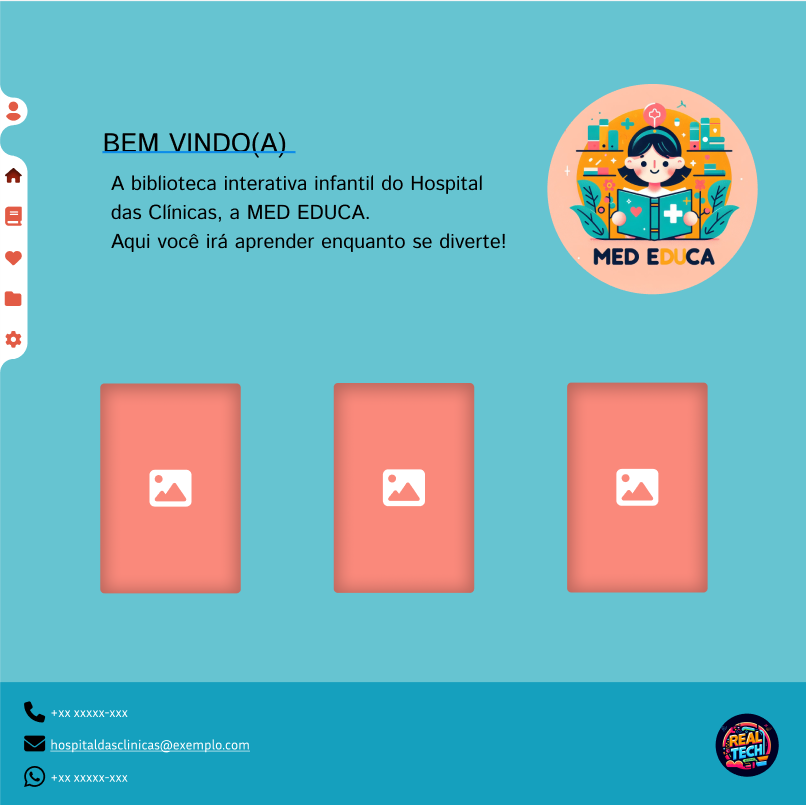 BEM VINDO(A)
A biblioteca interativa infantil do Hospital
das Clínicas, a MED EDUCA.
Aqui você irá aprender enquanto se diverte!
MED EDUCA
+xx xxxxx-xxx
hospitaldasclinicas@exemplo.com
+xx xxxxx-xxx
REAL
TECH